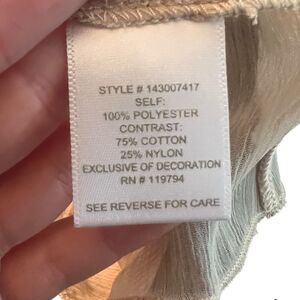 STYLE # 143007417
SELF:
100% POLYESTER
CONTRAST:
75% COTTON
25% NYLON
EXCLUSIVE OF DECORATION
RN # 119794
SEE REVERSE FOR CARE